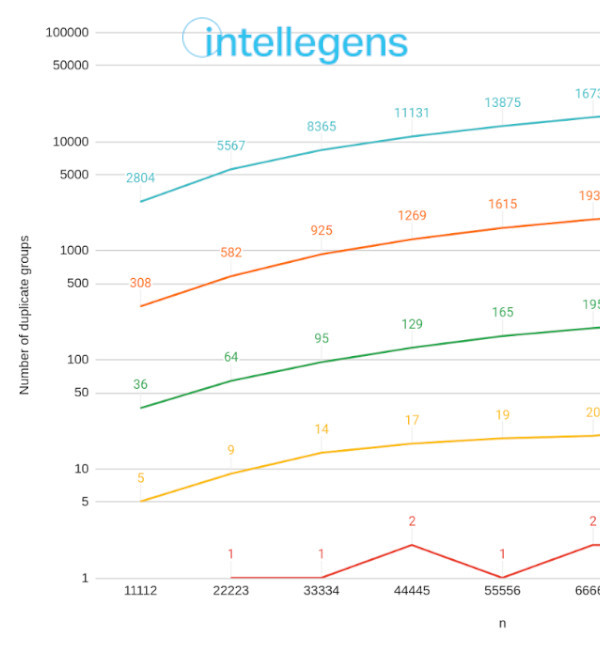 intellegens
100000
50000
10000
5000
1000
500
100
50
10
5
1
Number of duplicate groups
2804 5567 8365 11131 13875
308 582 925 1269 1615
36 64 95 129 165
5 9 14 17 19 20
1 1 2 1 2
11112 22223 33334 44445 55556
n